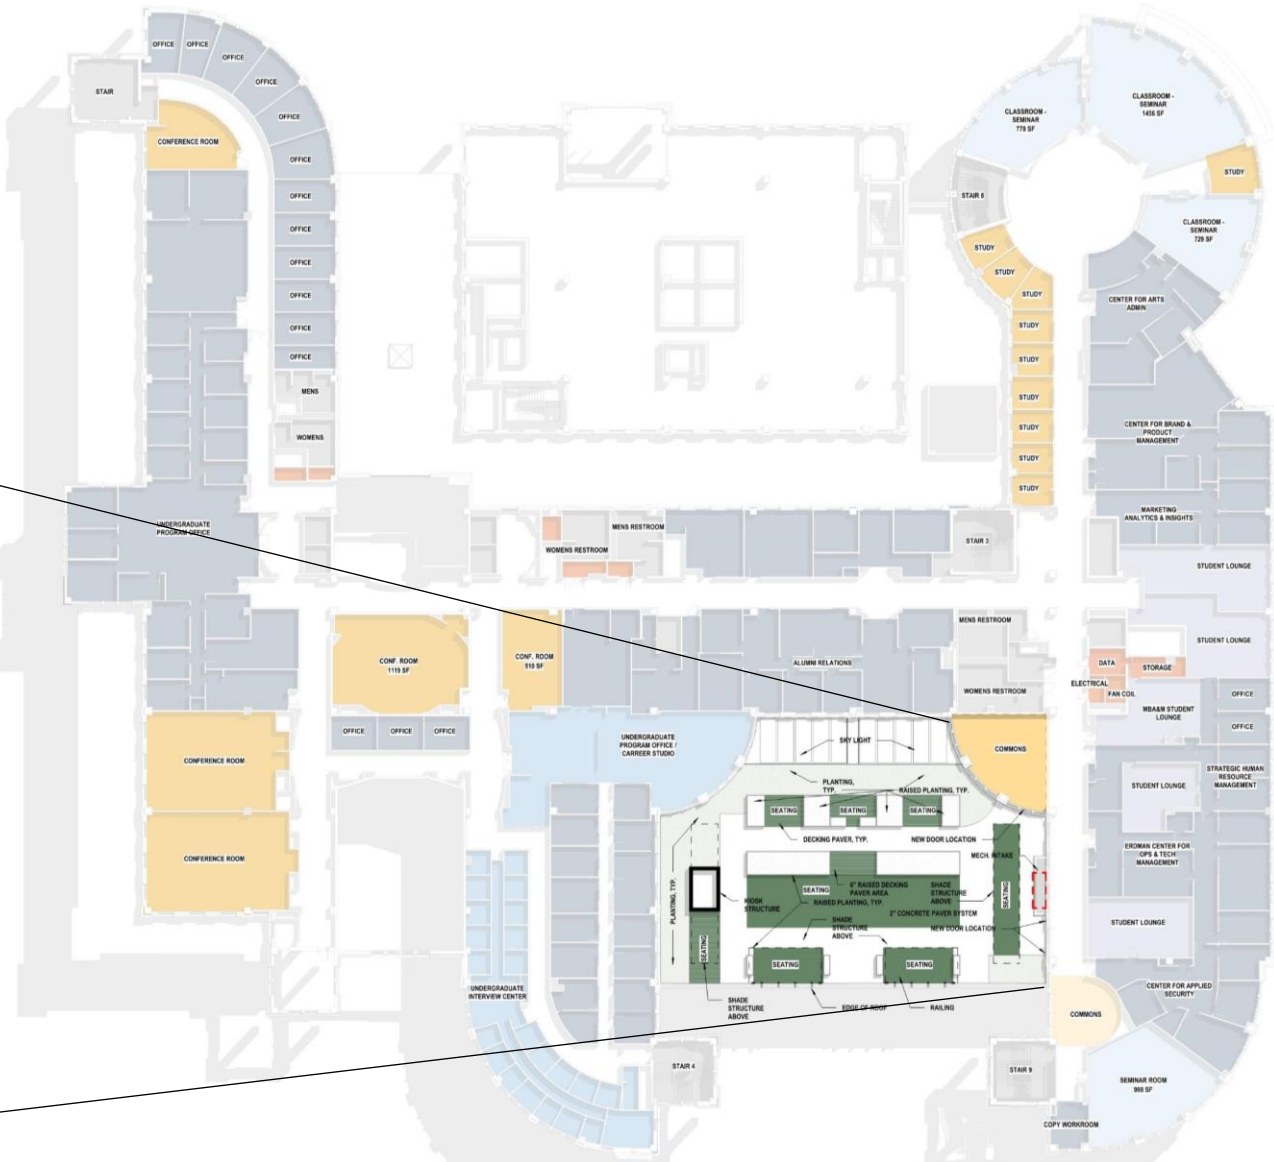 OFFICE
OFFICE
OFFICE
OFFICE
OFFICE
OFFICE
OFFICE
OFFICE
OFFICE
OFFICE
OFFICE
OFFICE
STAIR
CONFERENCE ROOM
MENS
WOMENS
UNDERGRADUATE
PROGRAM OFFICE
CONFERENCE ROOM
CONFERENCE ROOM
CONF. ROOM
1119 SF
OFFICE
OFFICE
OFFICE
CONF. ROOM
510 SF
WOMENS RESTROOM
MENS RESTROOM
STAIR 3
ALUMNI RELATIONS
MENS RESTROOM
WOMENS RESTROOM
UNDERGRADUATE
PROGRAM OFFICE /
CARREER STUDIO
UNDERGRADUATE
INTERVIEW CENTER
STAIR 4
SKY LIGHT
PLANTING,
TYP.
RAISED PLANTING, TYP.
SEATING
SEATING
SEATING
DECKING PAVER, TYP.
NEW DOOR LOCATION
MECH. INTAKE
PLANTING, TYP.
KIOSK
STRUCTURE
SEATING
6" RAISED DECKING
PAVER AREA
RAISED PLANTING, TYP.
SHADE
STRUCTURE
ABOVE
SEATING
2" CONCRETE PAVER SYSTEM
NEW DOOR LOCATION
SHADE
STRUCTURE
ABOVE
SEATING
SEATING
SEATING
SHADE
STRUCTURE
ABOVE
EDGE OF ROOF
RAILING
COMMONS
CLASSROOM -
SEMINAR
778 SF
CLASSROOM -
SEMINAR
1456 SF
STUDY
CLASSROOM -
SEMINAR
729 SF
STAIR 8
STUDY
STUDY
STUDY
STUDY
STUDY
STUDY
STUDY
STUDY
STUDY
CENTER FOR ARTS
ADMIN
CENTER FOR BRAND &
PRODUCT
MANAGEMENT
MARKETING
ANALYTICS & INSIGHTS
STUDENT LOUNGE
STUDENT LOUNGE
DATA
STORAGE
ELECTRICAL
FAN COIL
MBA&M STUDENT
LOUNGE
OFFICE
OFFICE
STRATEGIC HUMAN
RESOURCE
MANAGEMENT
STUDENT LOUNGE
ERDMAN CENTER FOR
OPS & TECH
MANAGEMENT
STUDENT LOUNGE
CENTER FOR APPLIED
SECURITY
COMMONS
STAIR 9
SEMINAR ROOM
966 SF
COPY WORKROOM